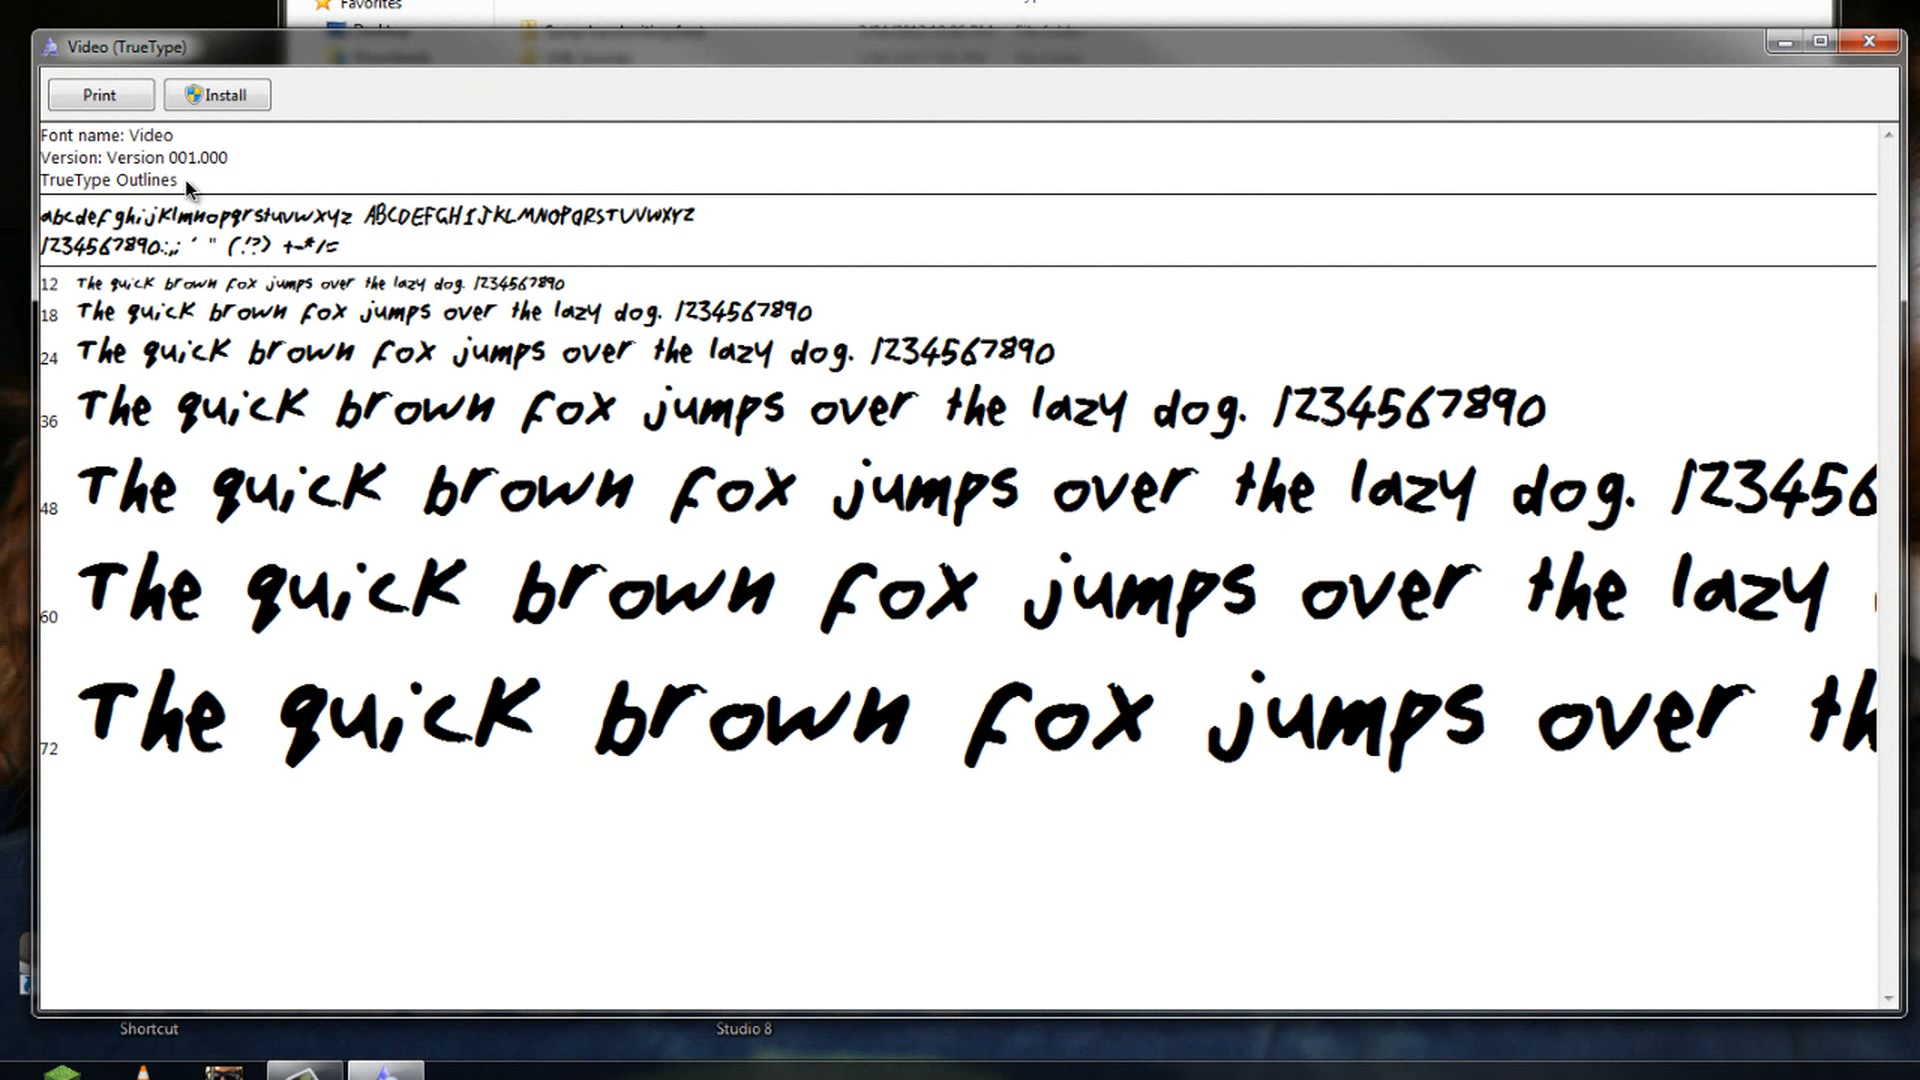 Favorites
Video (TrueType)
Print
Install
Font name: Video
Version: Version 001.000
TrueType Outlines
abcdefghijklmnopqrstuvwxyz ABCDEFGHIJKLMNOPQRSTUVWXYZ
1234567890.:,; ' " (!?) +-*/=
12 The quick brown fox jumps over the lazy dog. 1234567890
18 The quick brown fox jumps over the lazy dog. 1234567890
24 The quick brown fox jumps over the lazy dog. 1234567890
36 The quick brown fox jumps over the lazy dog. 1234567890
48 The quick brown fox jumps over the lazy dog. 123456
60 The quick brown fox jumps over the lazy
72 The quick brown fox jumps over th
Shortcut
Studio 8